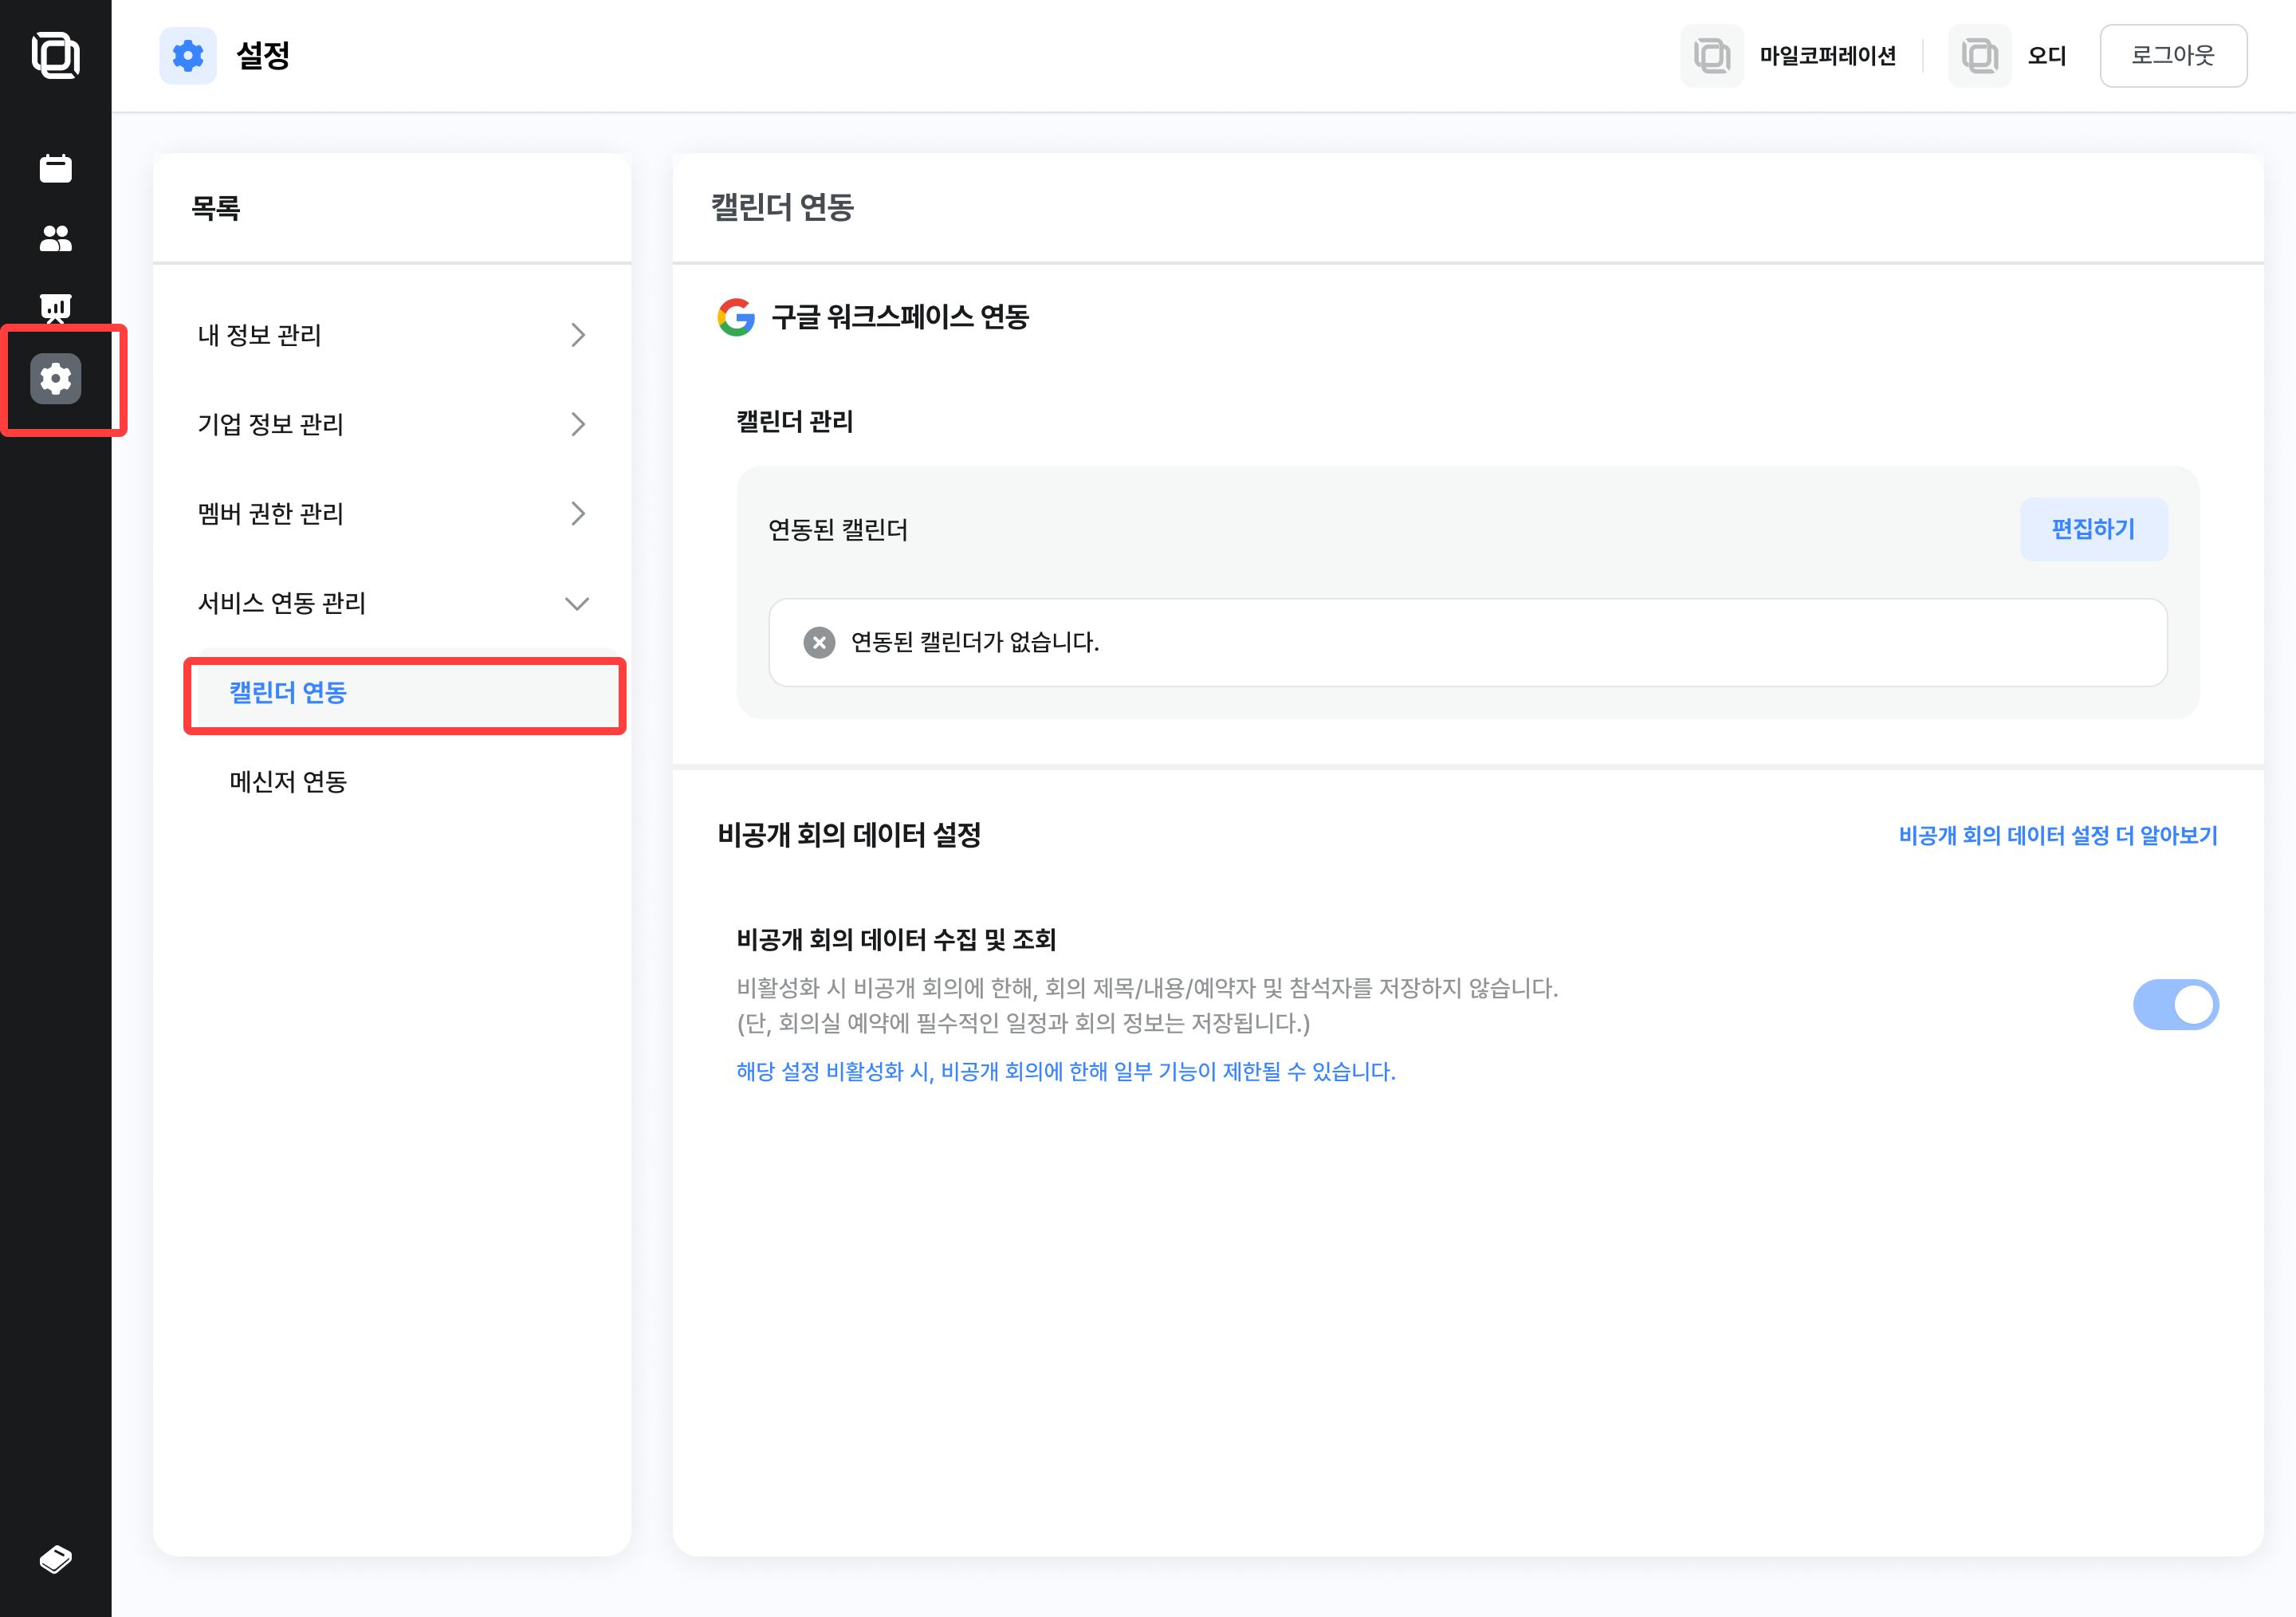 설정
마일코퍼레이션
오디
로그아웃
목록
내 정보 관리
기업 정보 관리
멤버 권한 관리
서비스 연동 관리
캘린더 연동
메신저 연동
캘린더 연동
구글 워크스페이스 연동
캘린더 관리
연동된 캘린더
편집하기
연동된 캘린더가 없습니다.
비공개 회의 데이터 설정
비공개 회의 데이터 설정 더 알아보기
비공개 회의 데이터 수집 및 조회
비활성화 시 비공개 회의에 한해, 회의 제목/내용/예약자 및 참석자를 저장하지 않습니다.
(단, 회의실 예약에 필수적인 일정과 회의 정보는 저장됩니다.)
해당 설정 비활성화 시, 비공개 회의에 한해 일부 기능이 제한될 수 있습니다.